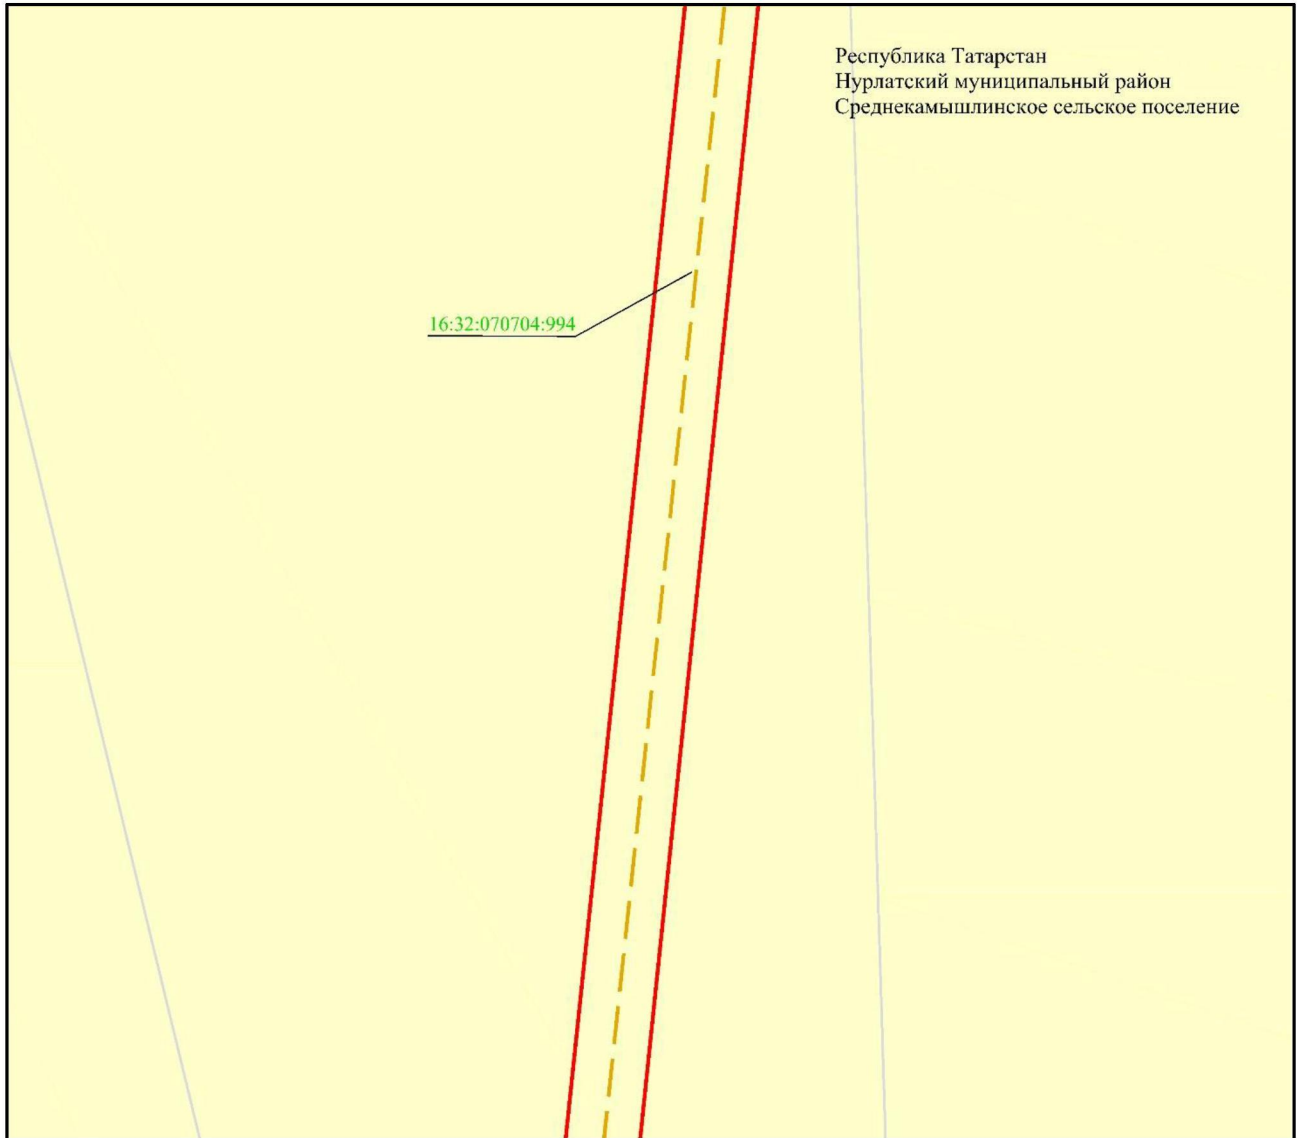 Республика Татарстан
Нурлатский муниципальный район
Среднекамышлинское сельское поселение
16:32:070704:994